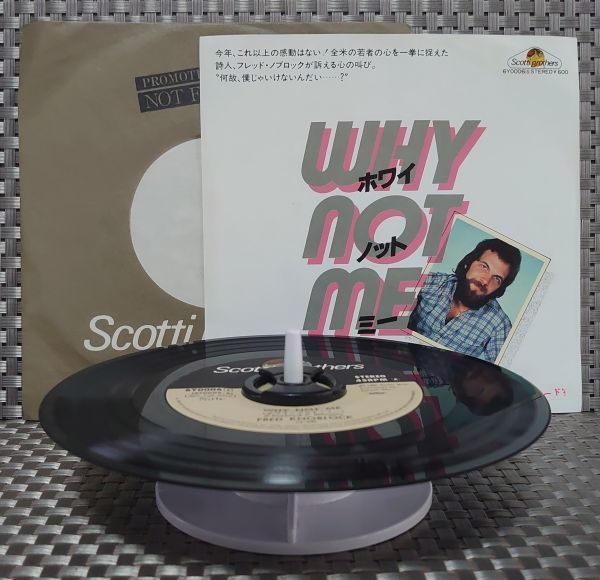 PROMOTI
NOT F
Scotti
今年、これ以上の感動はない！全米の若者の心を一挙に捉えた
詩人、フレッド・ノブロックが訴える心の叫び。
“何故、僕じゃいけないんだい……？”
Scotti Brothers
6Y0006 STEREO ¥600
WHY
ホワイ
NOT
ノット
ME
ミー
Scotti Brothers
6Y0006
STEREO
45RPM
WHY NOT ME
FRED KNOBLOCK